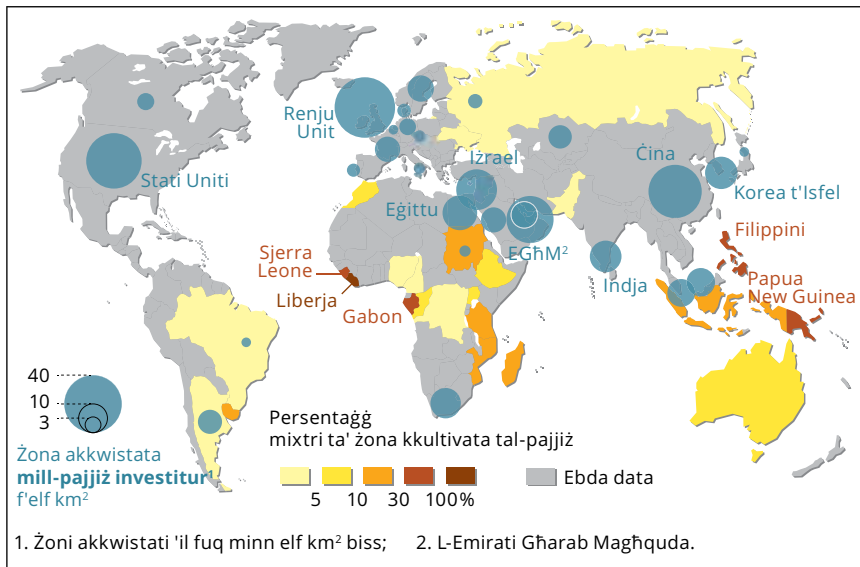 Renju
Unit
Stati Uniti
Iżrael
Ċina
Korea t'Isfel
Eġittu
EGħM²
Filippini
Sjerra
Leone
Indja
Papua
New Guinea
Liberja
Gabon
40
10
3
Żona akkwistata
mill-pajjiż investitur¹
f'elf km²
Persentaġġ
mixtri ta' żona kkultivata tal-pajjiż
5 10 30 100%
Ebda data
1. Żoni akkwistati 'il fuq minn elf km² biss; 2. L-Emirati Għarab Magħquda.